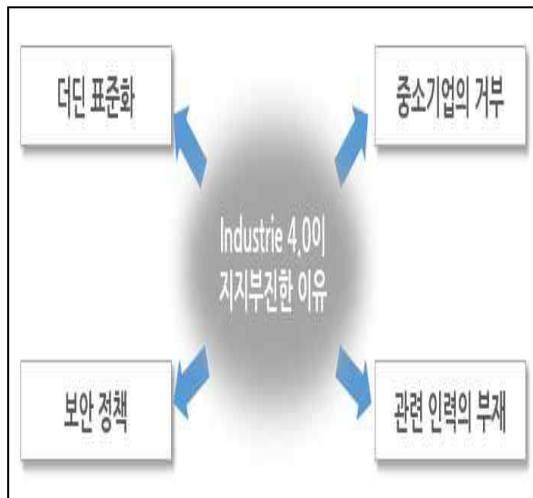 더딘 표준화
중소기업의 거부
Industrie 4.0이
지지부진한 이유
보안 정책
관련 인력의 부재